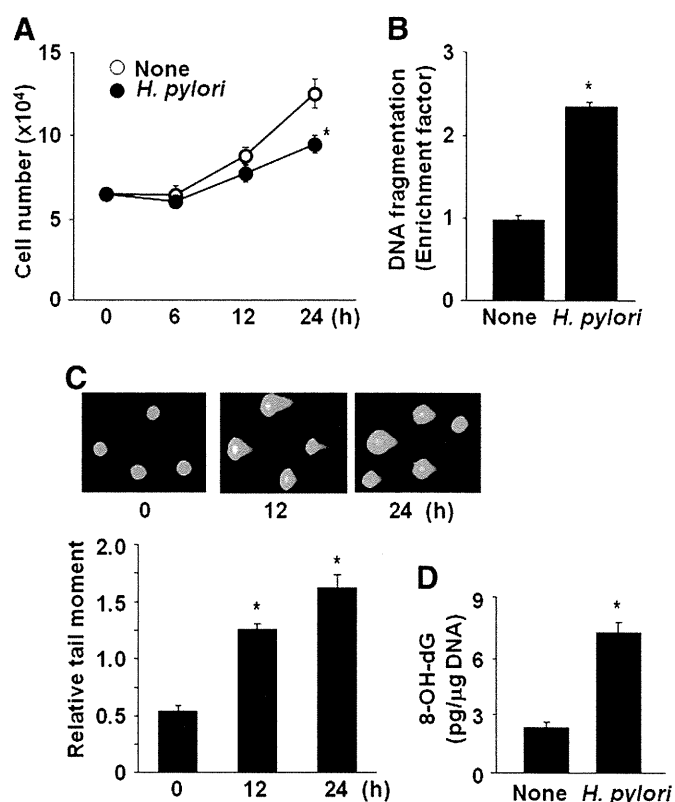 A
Cell number (x10⁴)
15
10
5
0
None
H. pylori
*
0 6 12 24 (h)
B
DNA fragmentation
(Enrichment factor)
3
2
1
0
*
None H. pylori
C
0 12 24 (h)
Relative tail moment
2.0
1.5
1.0
0.5
0
*
*
0 12 24 (h)
D
8-OH-dG
(pg/μg DNA)
9
6
3
0
*
None H. pylori